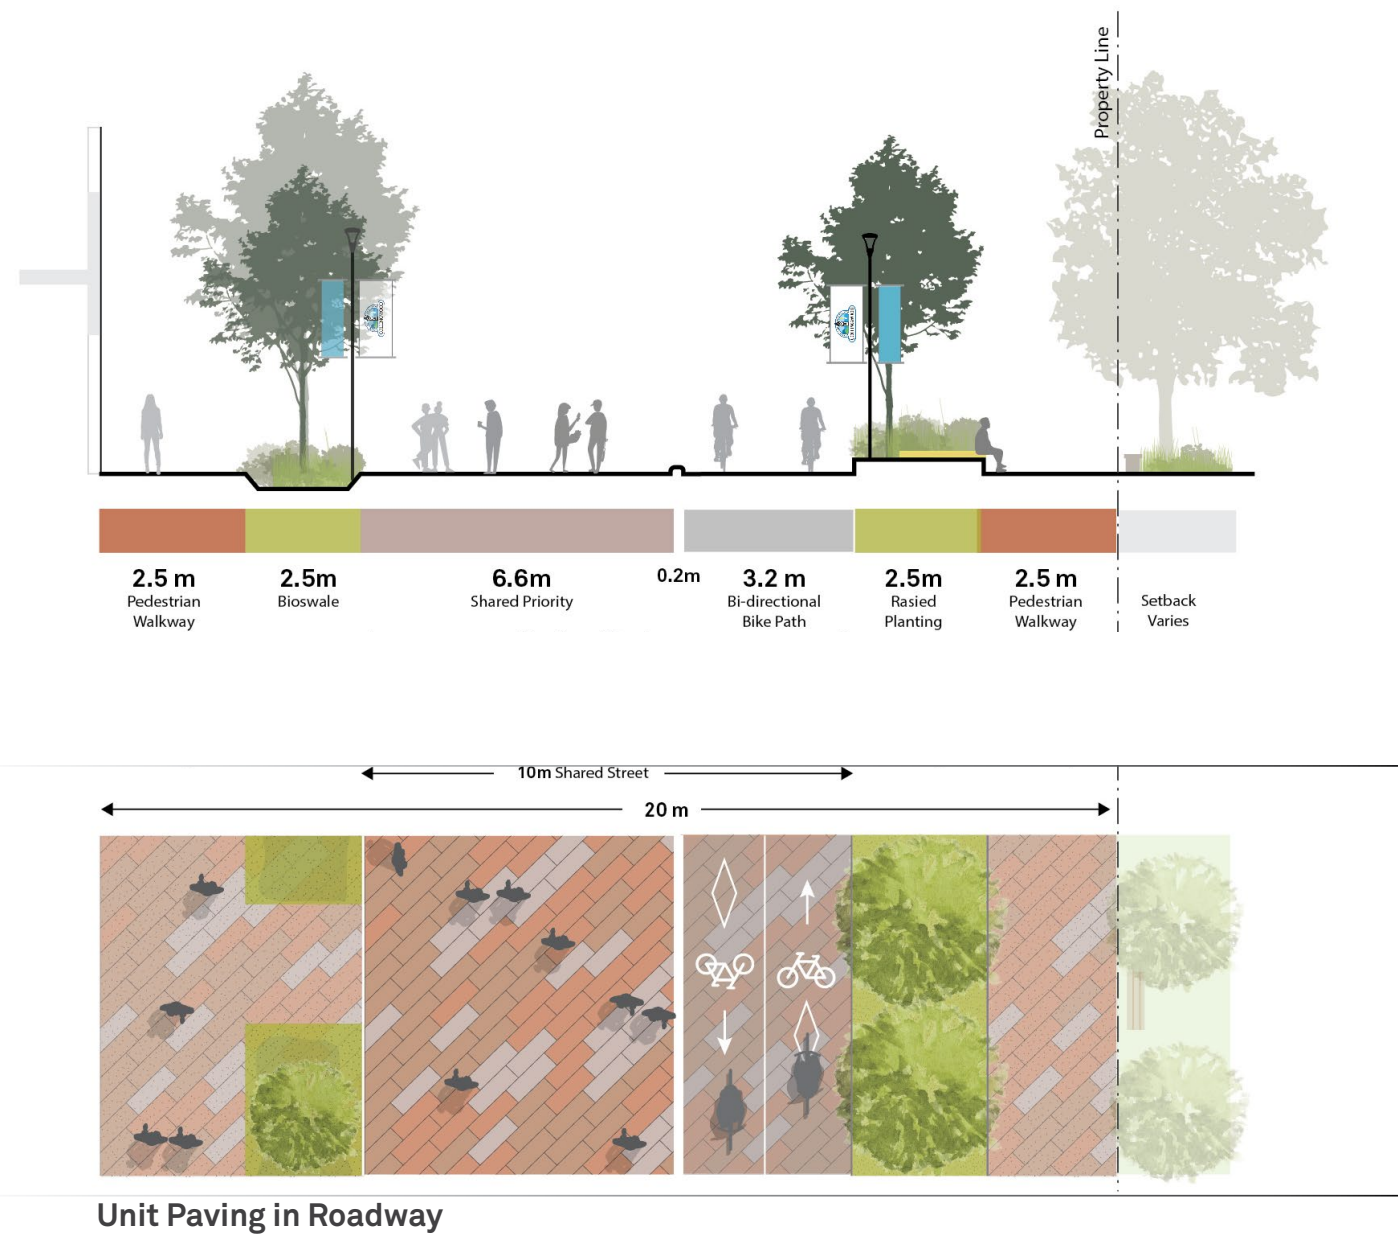 Property Line
2.5 m
Pedestrian
Walkway
2.5m
Bioswale
6.6m
Shared Priority
0.2m
3.2 m
Bi-directional
Bike Path
2.5m
Rasied
Planting
2.5 m
Pedestrian
Walkway
Setback
Varies
10m Shared Street
20 m
Unit Paving in Roadway